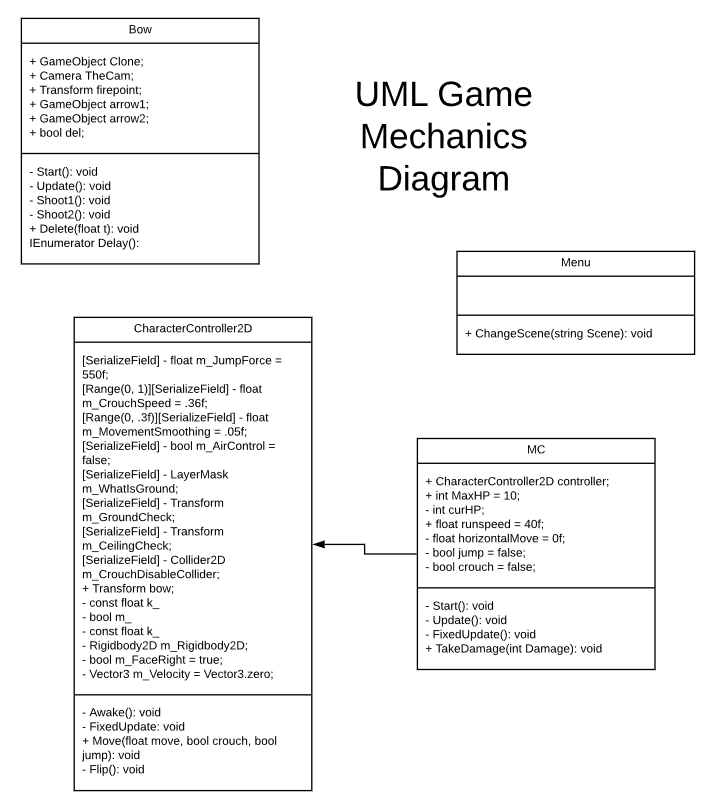 Bow
+ GameObject Clone;
+ Camera TheCam;
+ Transform firepoint;
+ GameObject arrow1;
+ GameObject arrow2;
+ bool del;
- Start(): void
- Update(): void
- Shoot1(): void
- Shoot2(): void
+ Delete(float t): void
IEnumerator Delay():
UML Game
Mechanics
Diagram
Menu
+ ChangeScene(string Scene): void
CharacterController2D
[SerializeField] - float m_JumpForce =
550f;
[Range(0, 1)][SerializeField] - float
m_CrouchSpeed = .36f;
[Range(0, .3f)][SerializeField] - float
m_MovementSmoothing = .05f;
[SerializeField] - bool m_AirControl =
false;
[SerializeField] - LayerMask
m_WhatIsGround;
[SerializeField] - Transform
m_GroundCheck;
[SerializeField] - Transform
m_CeilingCheck;
[SerializeField] - Collider2D
m_CrouchDisableCollider;
+ Transform bow;
- const float k_
- bool m_
- const float k_
- Rigidbody2D m_Rigidbody2D;
- bool m_FaceRight = true;
- Vector3 m_Velocity = Vector3.zero;
- Awake(): void
- FixedUpdate: void
+ Move(float move, bool crouch, bool
jump): void
- Flip(): void
MC
+ CharacterController2D controller;
+ int MaxHP = 10;
- int curHP;
+ float runspeed = 40f;
- float horizontalMove = 0f;
- bool jump = false;
- bool crouch = false;
- Start(): void
- Update(): void
- FixedUpdate(): void
+ TakeDamage(int Damage): void